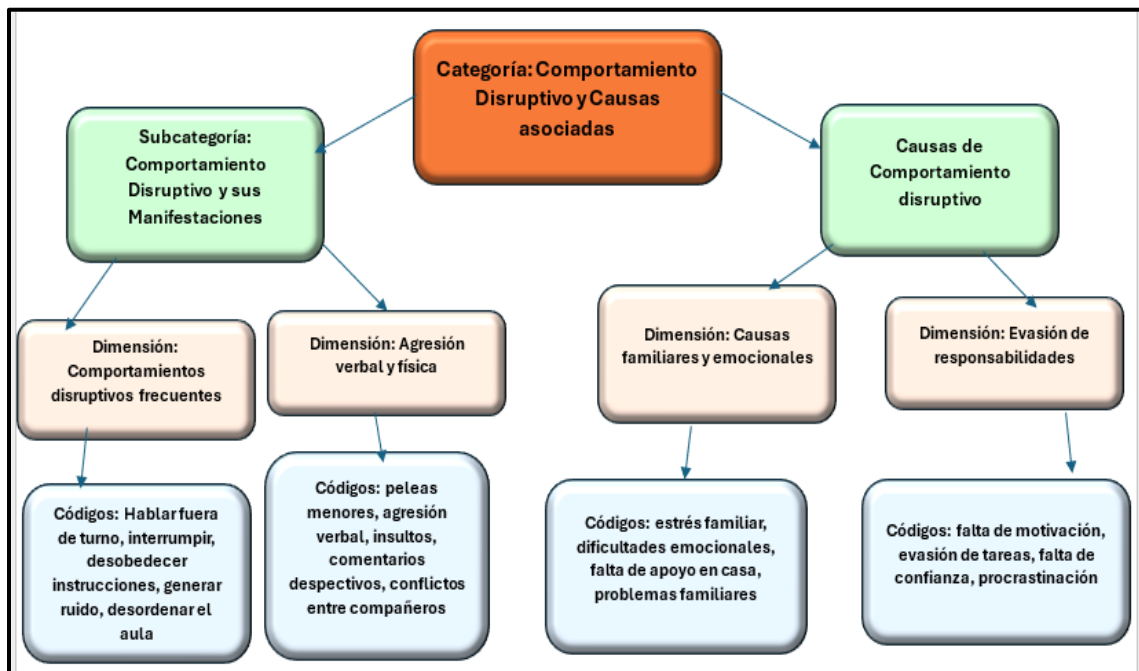 Categoría: Comportamiento
Disruptivo y Causas
asociadas
Subcategoría:
Comportamiento
Disruptivo y sus
Manifestaciones
Causas de
Comportamiento
disruptivo
Dimensión:
Comportamientos
disruptivos frecuentes
Dimensión: Agresión
verbal y física
Dimensión: Causas
familiares y emocionales
Dimensión: Evasión de
responsabilidades
Códigos: Hablar fuera
de turno, interrumpir,
desobedecer
instrucciones, generar
ruido, desordenar el
aula
Códigos: peleas
menores, agresión
verbal, insultos,
comentarios
despectivos, conflictos
entre compañeros
Códigos: estrés familiar,
dificultades emocionales,
falta de apoyo en casa,
problemas familiares
Códigos: falta de motivación,
evasión de tareas, falta de
confianza, procrastinación